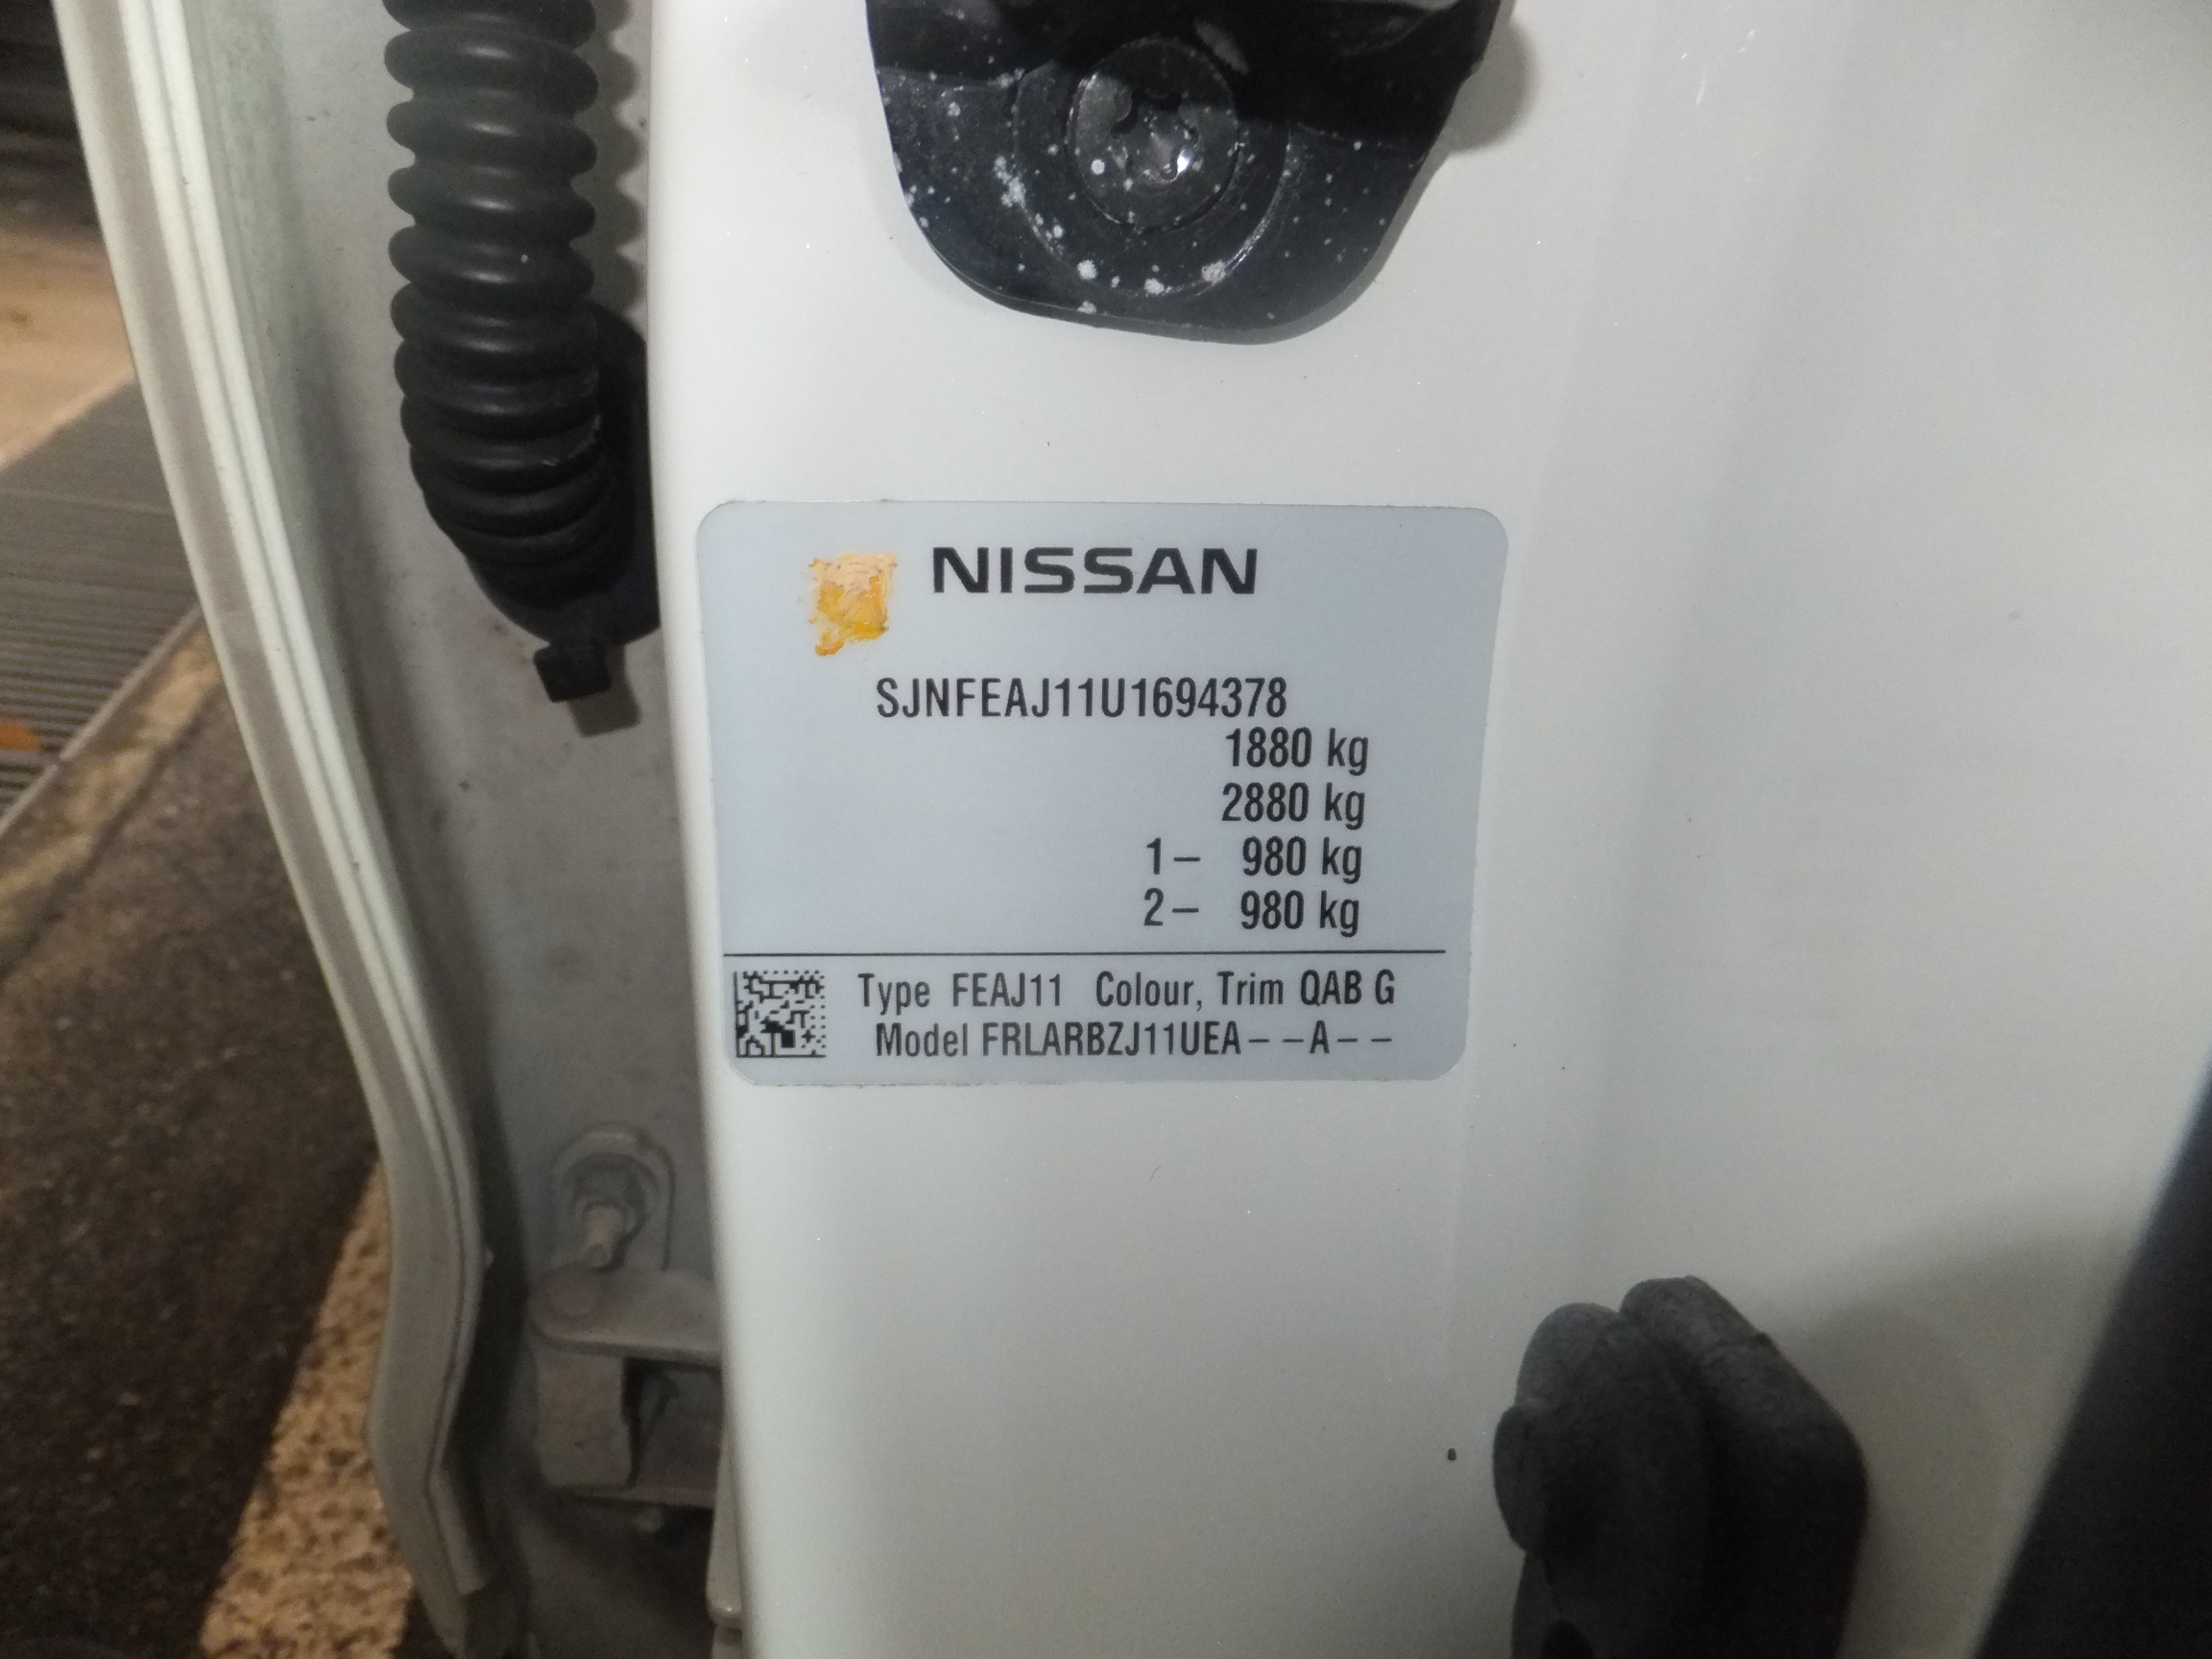 NISSAN
SJNFEAJ11U1694378
1880 kg
2880 kg
1– 980 kg
2– 980 kg
Type FEAJ11 Colour, Trim QAB G
Model FRLARBZJ11UEA– –A– –